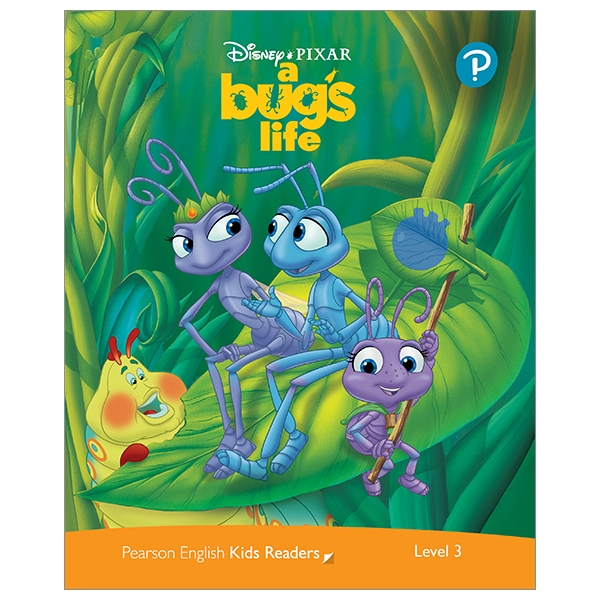 Disney · PIXAR
a
bug's
life
P
Pearson English Kids Readers
Level 3